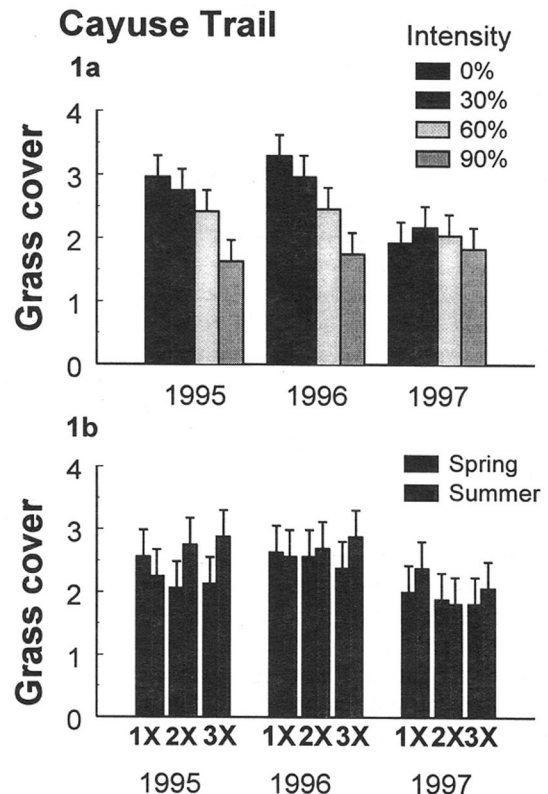 Cayuse Trail
Intensity
0%
30%
60%
90%
1a
4
3
2
1
0
Grass cover
1995 1996 1997
1b
Spring
Summer
4
3
2
1
0
Grass cover
1X 2X 3X 1X 2X 3X 1X 2X 3X
1995 1996 1997